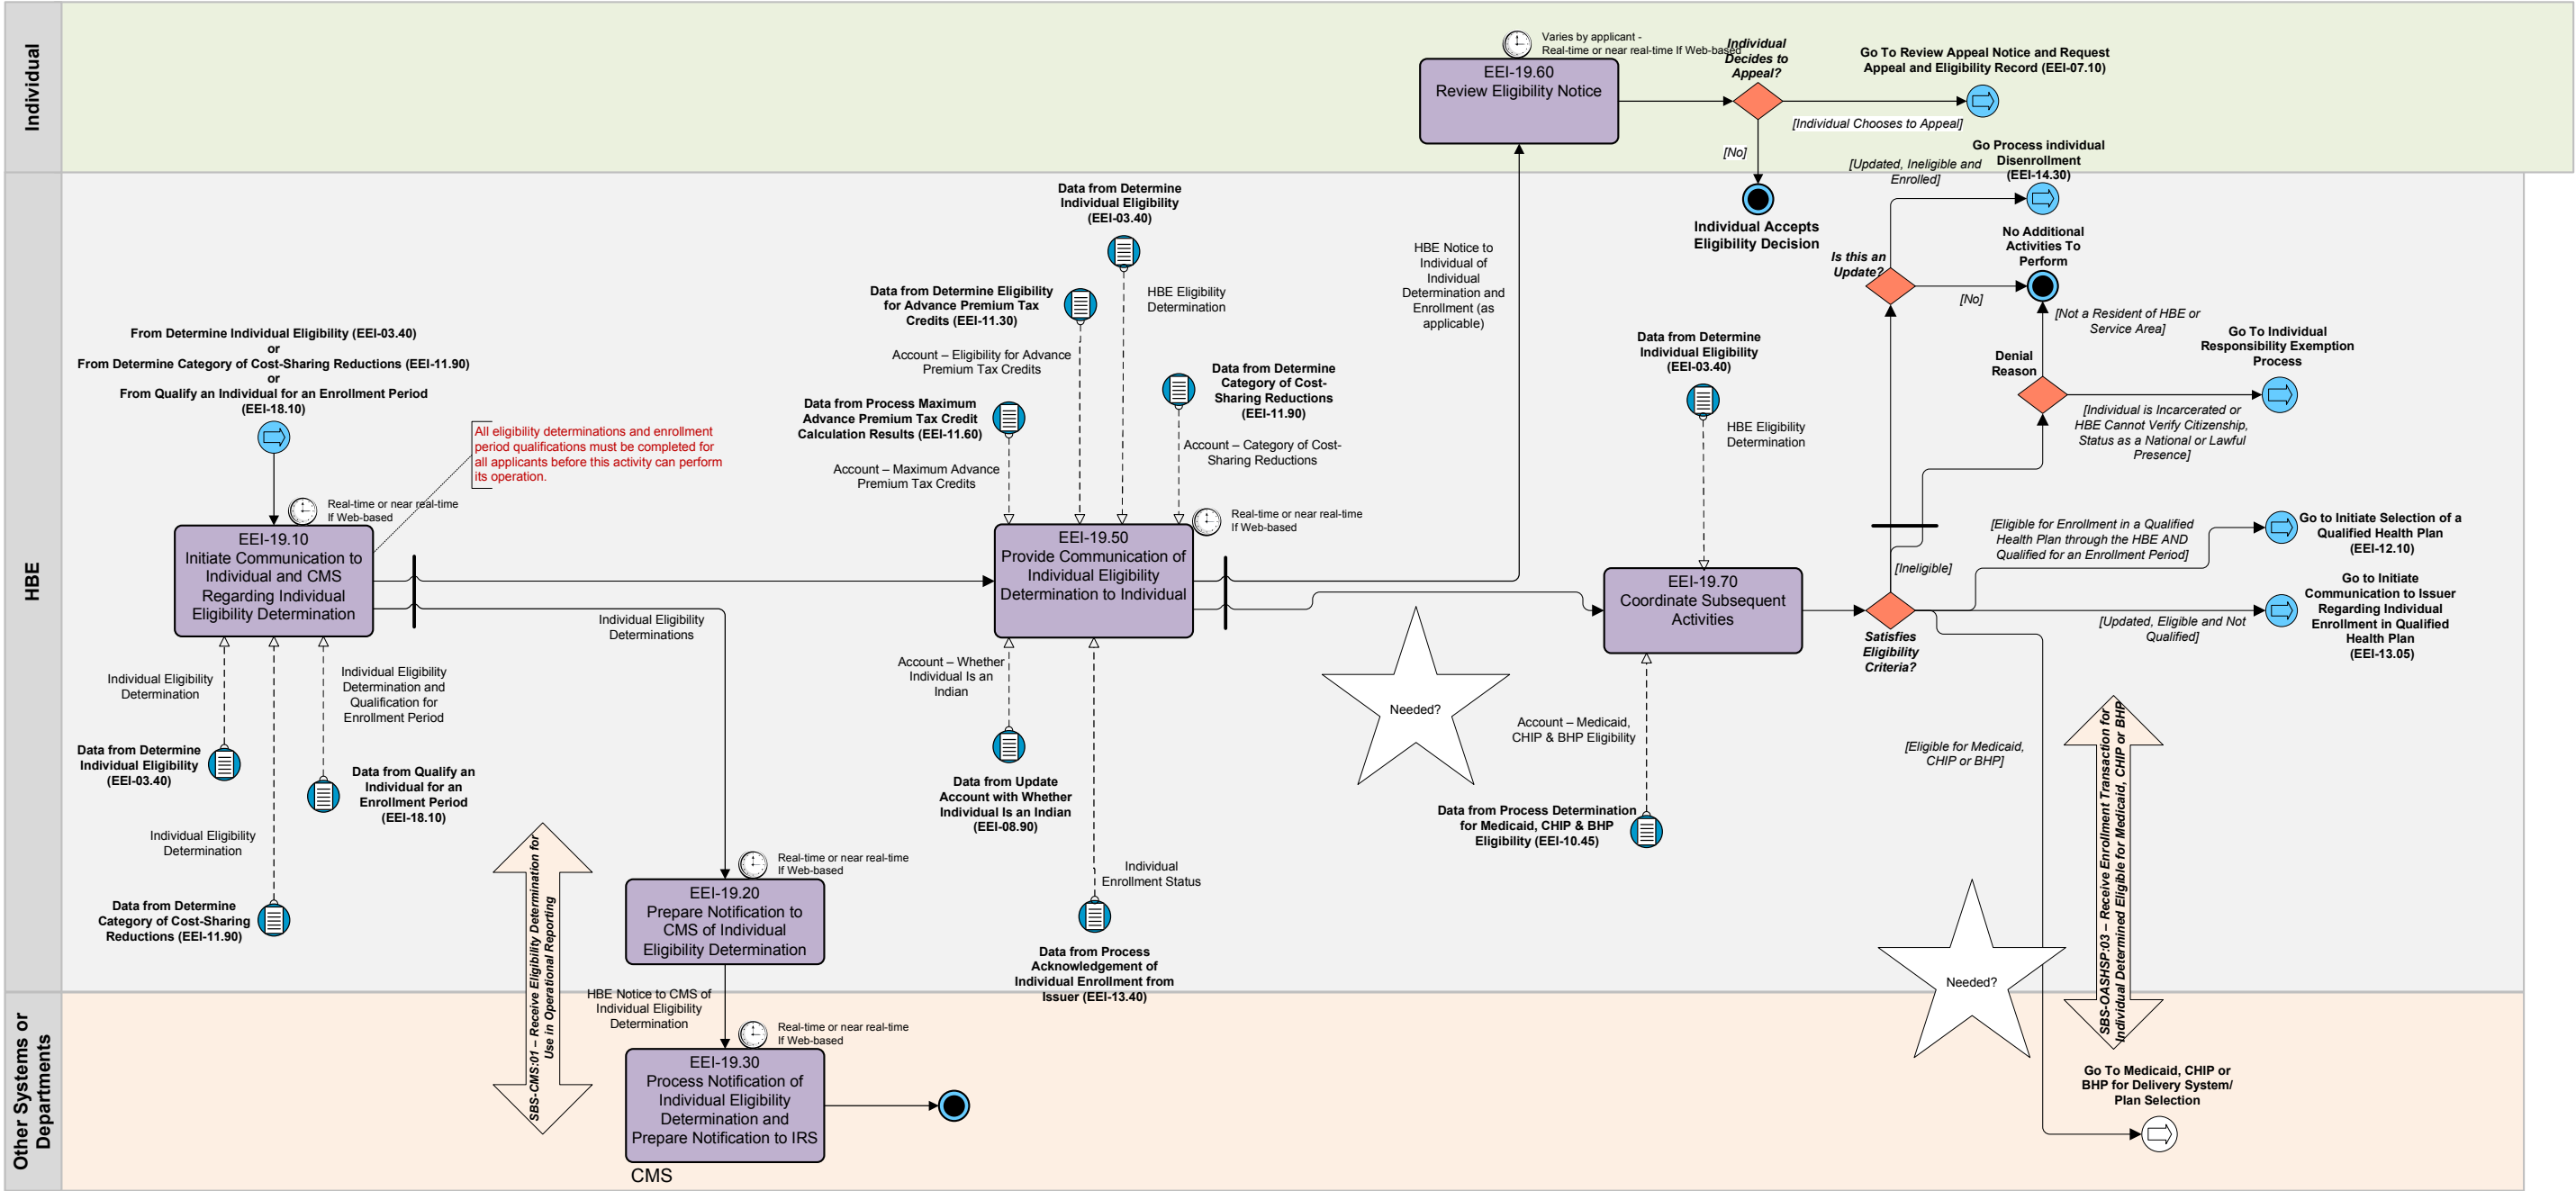 Individual
Varies by applicant -
Real-time or near real-time If Web-based
EEI-19.60
Review Eligibility Notice
Individual
Decides to
Appeal?
Go To Review Appeal Notice and Request
Appeal and Eligibility Record (EEI-07.10)
[Individual Chooses to Appeal]
[No]
Individual Accepts
Eligibility Decision
[Updated, Ineligible and
Enrolled]
Go Process individual
Disenrollment
(EEI-14.30)
HBE
From Determine Individual Eligibility (EEI-03.40)
or
From Determine Category of Cost-Sharing Reductions (EEI-11.90)
or
From Qualify an Individual for an Enrollment Period
(EEI-18.10)
All eligibility determinations and enrollment
period qualifications must be completed for
all applicants before this activity can perform
its operation.
Real-time or near real-time
If Web-based
EEI-19.10
Initiate Communication to
Individual and CMS
Regarding Individual
Eligibility Determination
Individual Eligibility
Determination
Data from Determine
Individual Eligibility
(EEI-03.40)
Individual Eligibility
Determination and
Qualification for
Enrollment Period
Data from Qualify an
Individual for an
Enrollment Period
(EEI-18.10)
Individual Eligibility
Determination
Data from Determine
Category of Cost-Sharing
Reductions (EEI-11.90)
Individual Eligibility
Determinations
SBS-CMS:01 – Receive Eligibility Determination for
Use in Operational Reporting
Real-time or near real-time
If Web-based
EEI-19.20
Prepare Notification to
CMS of Individual
Eligibility Determination
HBE Notice to CMS of
Individual Eligibility
Determination
Data from Determine
Individual Eligibility
(EEI-03.40)
HBE Eligibility
Determination
Data from Determine Eligibility
for Advance Premium Tax
Credits (EEI-11.30)
Account – Eligibility for Advance
Premium Tax Credits
Data from Process Maximum
Advance Premium Tax Credit
Calculation Results (EEI-11.60)
Account – Maximum Advance
Premium Tax Credits
Data from Determine
Category of Cost-
Sharing Reductions
(EEI-11.90)
Account – Category of Cost-
Sharing Reductions
Real-time or near real-time
If Web-based
EEI-19.50
Provide Communication of
Individual Eligibility
Determination to Individual
Account – Whether
Individual Is an
Indian
Data from Update
Account with Whether
Individual Is an Indian
(EEI-08.90)
Individual
Enrollment Status
Data from Process
Acknowledgement of
Individual Enrollment from
Issuer (EEI-13.40)
HBE Notice to
Individual of
Individual
Determination and
Enrollment (as
applicable)
Needed?
Data from Determine
Individual Eligibility
(EEI-03.40)
HBE Eligibility
Determination
EEI-19.70
Coordinate Subsequent
Activities
Account – Medicaid,
CHIP & BHP Eligibility
Data from Process Determination
for Medicaid, CHIP & BHP
Eligibility (EEI-10.45)
Satisfies
Eligibility
Criteria?
[Ineligible]
Is this an
Update?
[No]
No Additional
Activities To
Perform
[Not a Resident of HBE or
Service Area]
Denial
Reason
Go To Individual
Responsibility Exemption
Process
[Individual is Incarcerated or
HBE Cannot Verify Citizenship,
Status as a National or Lawful
Presence]
[Eligible for Enrollment in a Qualified
Health Plan through the HBE AND
Qualified for an Enrollment Period]
Go to Initiate Selection of a
Qualified Health Plan
(EEI-12.10)
[Updated, Eligible and Not
Qualified]
Go to Initiate
Communication to Issuer
Regarding Individual
Enrollment in Qualified
Health Plan
(EEI-13.05)
[Eligible for Medicaid,
CHIP or BHP]
SBS-OASHSP:03 – Receive Enrollment Transaction for
Individual Determined Eligible for Medicaid, CHIP or BHP
Needed?
Other Systems or
Departments
Real-time or near real-time
If Web-based
EEI-19.30
Process Notification of
Individual Eligibility
Determination and
Prepare Notification to IRS
CMS
Go To Medicaid, CHIP or
BHP for Delivery System/
Plan Selection